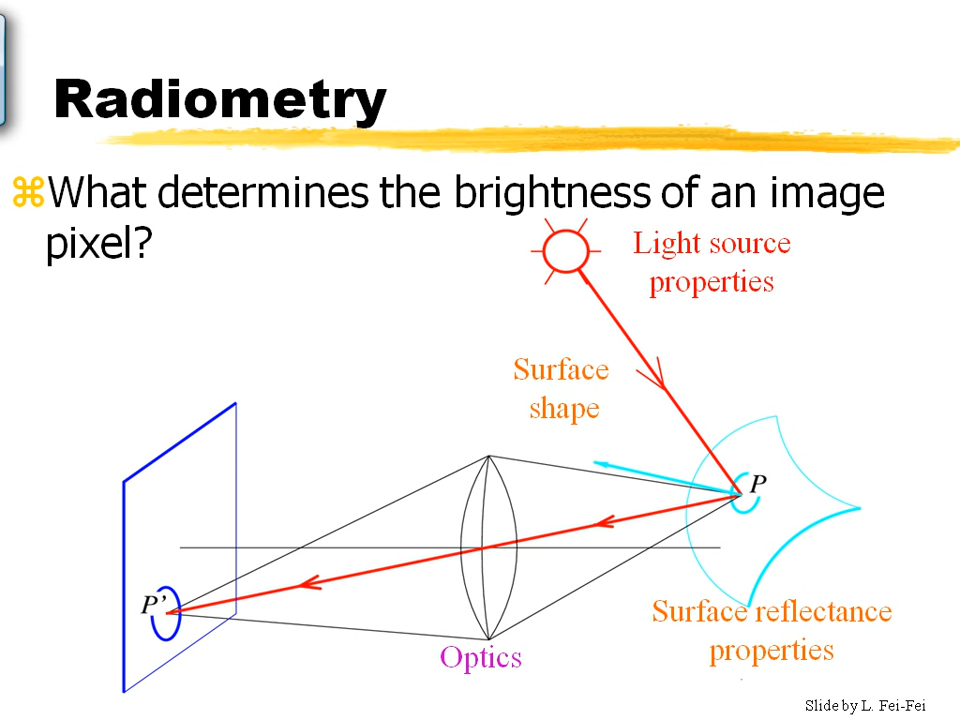 Radiometry
What determines the brightness of an image
pixel?
Light source
properties
Surface
shape
P
P’
Surface reflectance
properties
Optics
Slide by L. Fei-Fei